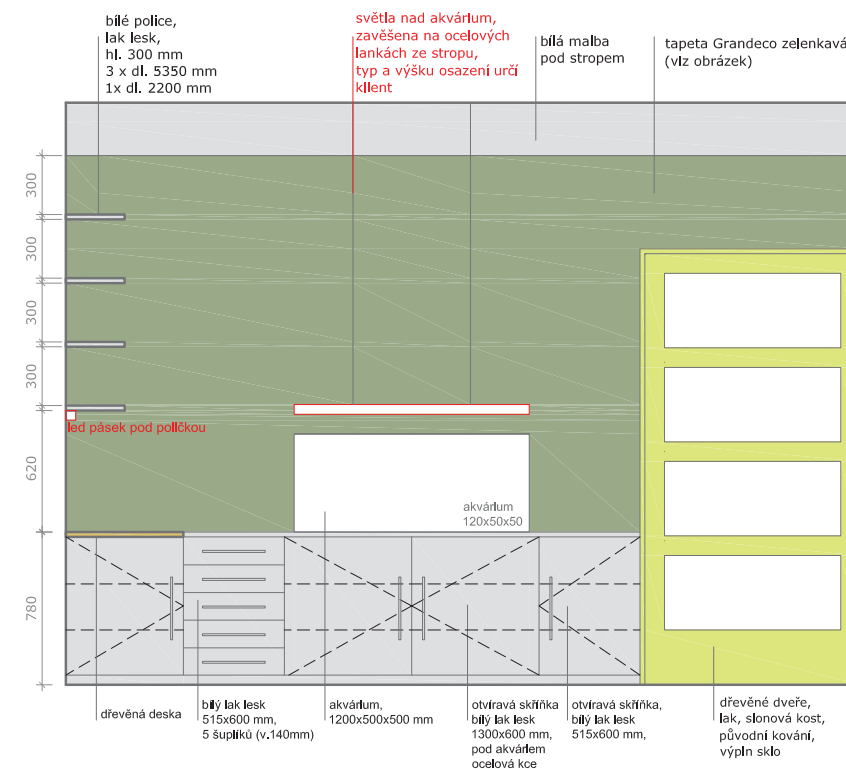 bílé police,
lak lesk,
hl. 300 mm
3 x dl. 5350 mm
1x dl. 2200 mm
světla nad akvárium,
zavěšena na ocelových
lankách ze stropu,
typ a výšku osazení určí
klient
bílá malba
pod stropem
tapeta Grandeco zelenkavá
(viz obrázek)
300
300
300
300
620
780
led pásek pod poličkou
akvárium
120x50x50
dřevěná deska
bílý lak lesk
515x600 mm,
5 šuplíků (v.140mm)
akvárium,
1200x500x500 mm
otvíravá skříňka
bílý lak lesk
1300x600 mm,
pod akvárlem
ocelová kce
otvíravá skříňka,
bílý lak lesk
515x600 mm,
dřevěné dveře,
lak, slonová kost,
původní kování,
výpln sklo